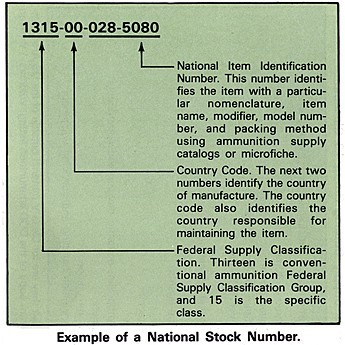 1315-00-028-5080
National Item Identification
Number. This number identi-
fies the item with a particu-
lar nomenclature, item
name, modifier, model num-
ber, and packing method
using ammunition supply
catalogs or microfiche.
Country Code. The next two
numbers identify the country
of manufacture. The country
code also identifies the
country responsible for
maintaining the item.
Federal Supply Classifica-
tion. Thirteen is conven-
tional ammunition Federal
Supply Classification Group,
and 15 is the specific
class.
Example of a National Stock Number.